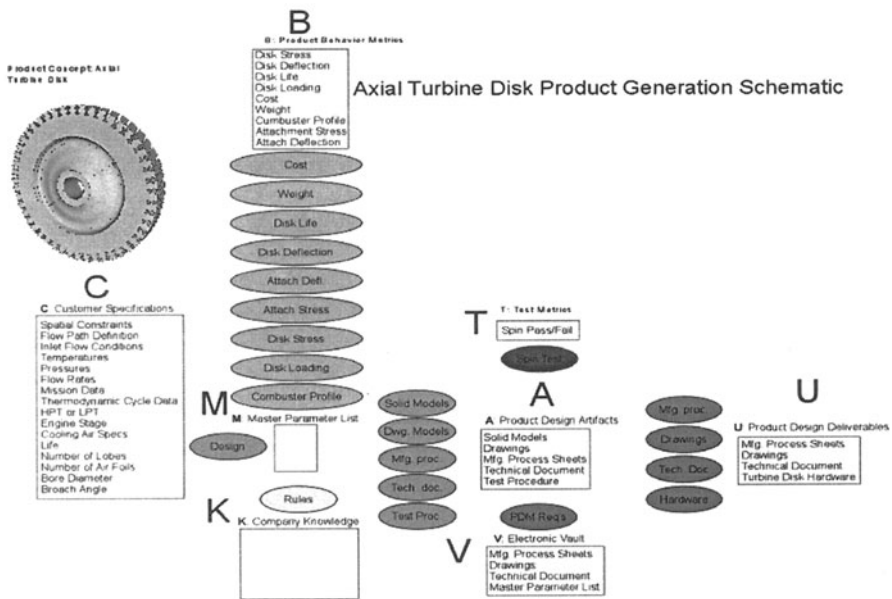 B
B: Product Behavior Metrics
Product Concept: Axial
Turbine Disk
Disk Stress
Disk Deflection
Disk Life
Disk Loading
Cost
Weight
Cumbuster Profile
Attachment Stress
Attach Deflection
Axial Turbine Disk Product Generation Schematic
Cost
Weight
Disk Life
Disk Deflection
Attach Defl.
Attach Stress
Disk Stress
Disk Loading
Combuster Profile
C
C: Customer Specifications
Spatial Constraints
Flow Path Definition
Inlet Flow Conditions
Temperatures
Pressures
Flow Rates
Mission Data
Thermodynamic Cycle Data
HPT or LPT
Engine Stage
Cooling Air Specs
Life
Number of Lobes
Number of Air Foils
Bore Diameter
Broach Angle
M
M: Master Parameter List
Design
Rules
K
K: Company Knowledge
Solid Models
Dwg. Models
Mfg. proc.
Tech. doc.
Test Proc.
T
T: Test Metrics
Spin Pass/Fail
Spin Test
A
A: Product Design Artifacts
Solid Models
Drawings
Mfg. Process Sheets
Technical Document
Test Procedure
PDM Req's
V
V: Electronic Vault
Mfg. Process Sheets
Drawings
Technical Document
Master Parameter List
Mfg. proc.
Drawings
Tech. Doc.
Hardware
U
U: Product Design Deliverables
Mfg. Process Sheets
Drawings
Technical Document
Turbine Disk Hardware